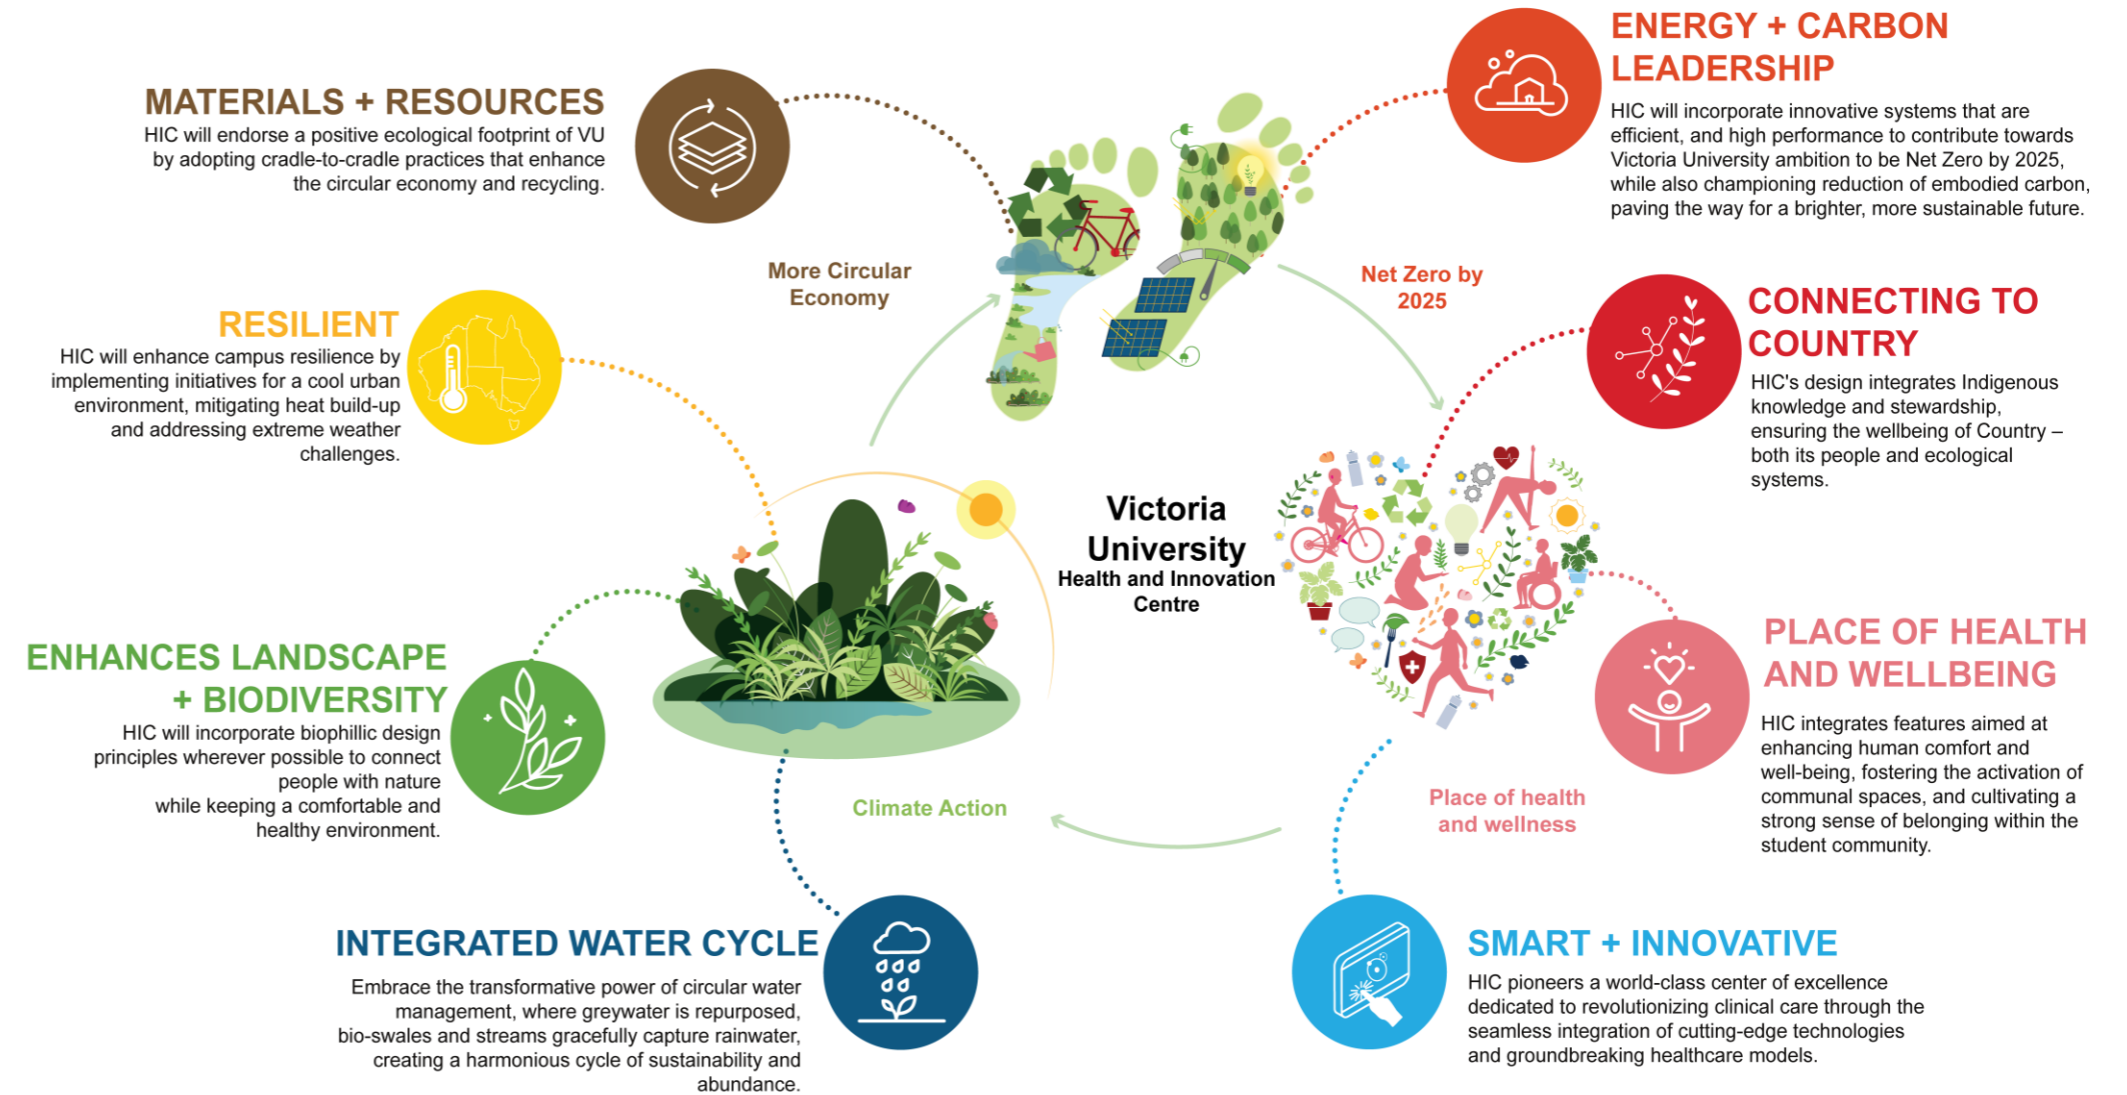 MATERIALS + RESOURCES
HIC will endorse a positive ecological footprint of VU
by adopting cradle-to-cradle practices that enhance
the circular economy and recycling.
ENERGY + CARBON
LEADERSHIP
HIC will incorporate innovative systems that are
efficient, and high performance to contribute towards
Victoria University ambition to be Net Zero by 2025,
while also championing reduction of embodied carbon,
paving the way for a brighter, more sustainable future.
More Circular
Economy
Net Zero by
2025
RESILIENT
HIC will enhance campus resilience by
implementing initiatives for a cool urban
environment, mitigating heat build-up
and addressing extreme weather
challenges.
CONNECTING TO
COUNTRY
HIC's design integrates Indigenous
knowledge and stewardship,
ensuring the wellbeing of Country –
both its people and ecological
systems.
Victoria
University
Health and Innovation
Centre
ENHANCES LANDSCAPE
+ BIODIVERSITY
HIC will incorporate biophillic design
principles wherever possible to connect
people with nature
while keeping a comfortable and
healthy environment.
PLACE OF HEALTH
AND WELLBEING
HIC integrates features aimed at
enhancing human comfort and
well-being, fostering the activation of
communal spaces, and cultivating a
strong sense of belonging within the
student community.
Climate Action
Place of health
and wellness
INTEGRATED WATER CYCLE
Embrace the transformative power of circular water
management, where greywater is repurposed,
bio-swales and streams gracefully capture rainwater,
creating a harmonious cycle of sustainability and
abundance.
SMART + INNOVATIVE
HIC pioneers a world-class center of excellence
dedicated to revolutionizing clinical care through the
seamless integration of cutting-edge technologies
and groundbreaking healthcare models.